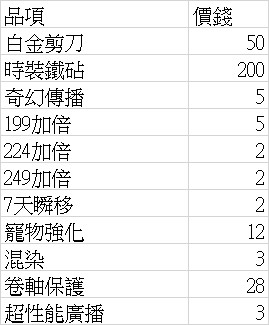 品項 價錢
白金剪刀 50
時裝鐵砧 200
奇幻傳播 5
199加倍 5
224加倍 2
249加倍 2
7天瞬移 2
寵物強化 12
混染 3
卷軸保護 28
超性能廣播 3